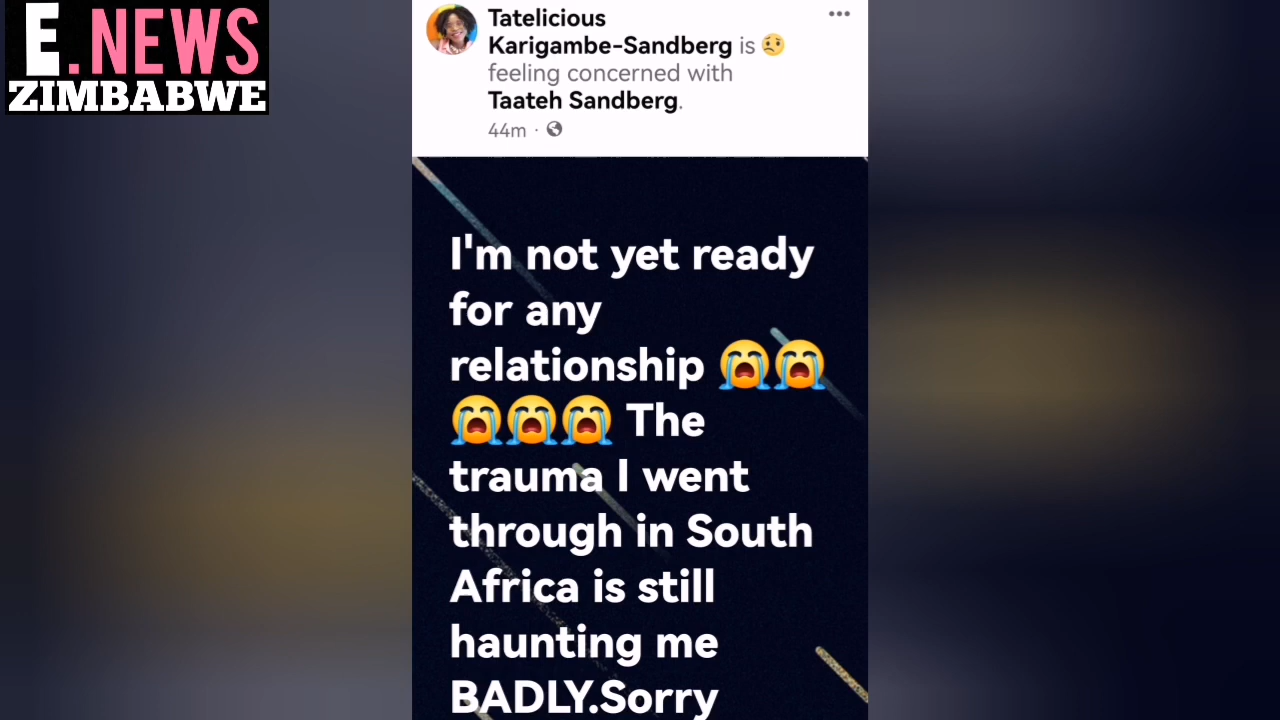 E.NEWS
ZIMBABWE
Tatelicious
Karigambe-Sandberg is 😟
feeling concerned with
Taateh Sandberg.
44m ·
I'm not yet ready
for any
relationship 😭😭
😭😭😭 The
trauma I went
through in South
Africa is still
haunting me
BADLY.Sorry